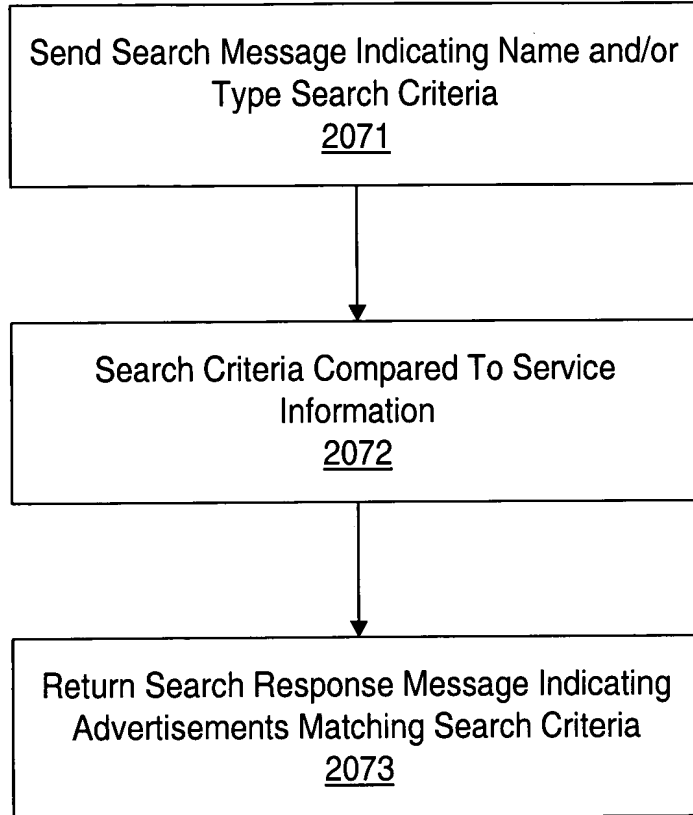 Send Search Message Indicating Name and/or
Type Search Criteria
2071
Search Criteria Compared To Service
Information
2072
Return Search Response Message Indicating
Advertisements Matching Search Criteria
2073